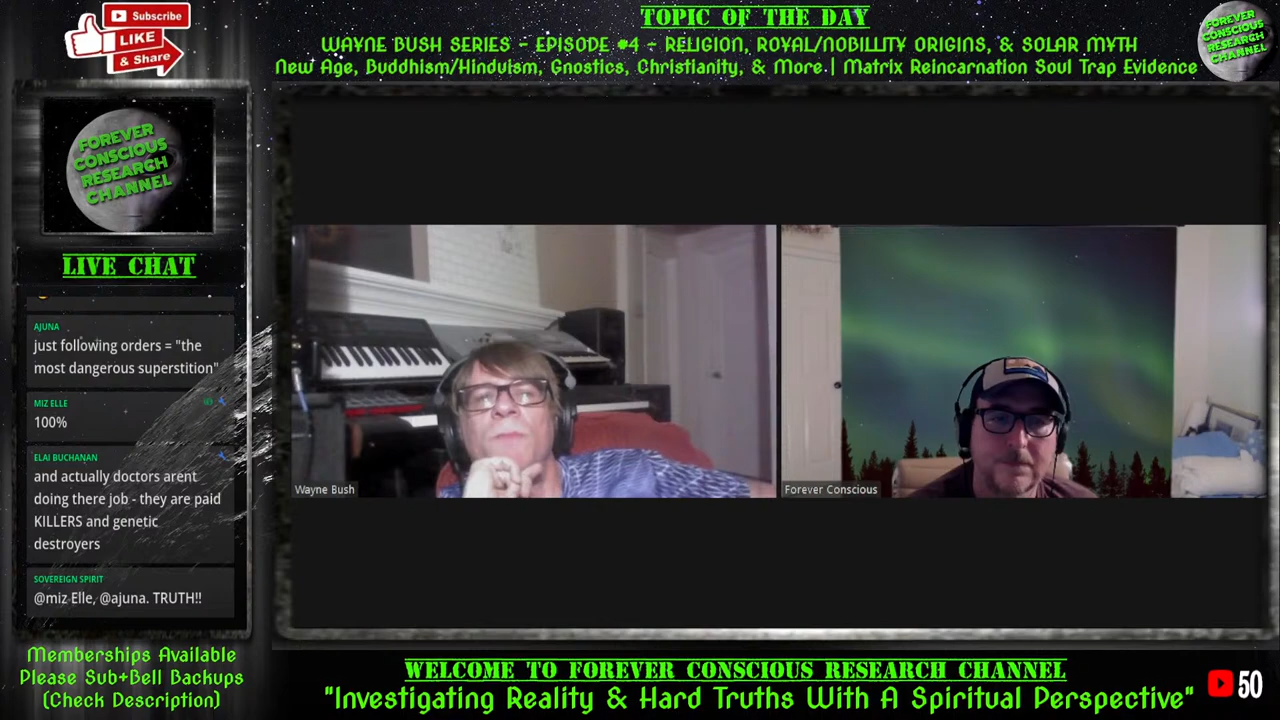 Subscribe
LIKE
& Share
TOPIC OF THE DAY
WAYNE BUSH SERIES - EPISODE #4 - RELIGION, ROYAL/NOBILLITY ORIGINS, & SOLAR MYTH
New Age, Buddhism/Hinduism, Gnostics, Christianity, & More.| Matrix Reincarnation Soul Trap Evidence
FOREVER
CONSCIOUS
RESEARCH
CHANNEL
FOREVER
CONSCIOUS
RESEARCH
CHANNEL
LIVE CHAT
AJUNA
just following orders = "the
most dangerous superstition"
MIZ ELLE
100%
ELAI BUCHANAN
and actually doctors arent
doing there job - they are paid
KILLERS and genetic
destroyers
SOVEREIGN SPIRIT
@miz Elle, @ajuna. TRUTH!!
Wayne Bush
Forever Conscious
Memberships Available
Please Sub+Bell Backups
(Check Description)
WELCOME TO FOREVER CONSCIOUS RESEARCH CHANNEL
"Investigating Reality & Hard Truths With A Spiritual Perspective"
50